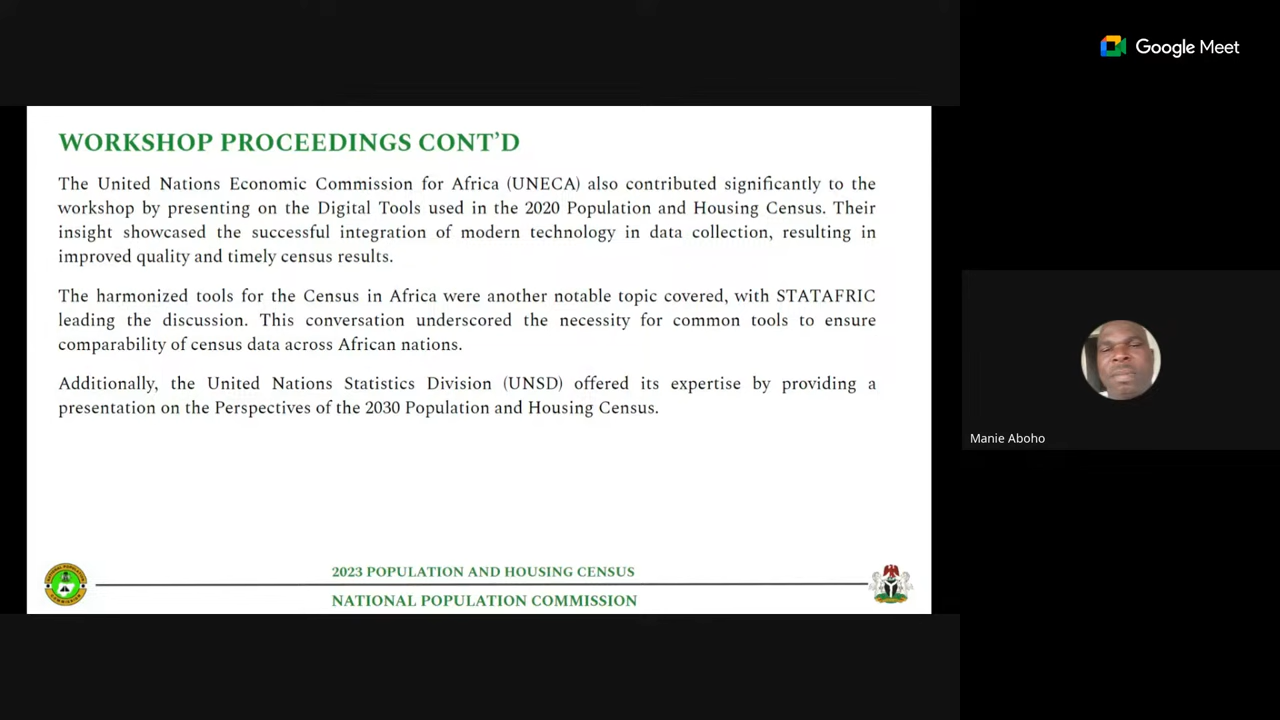 Google Meet
WORKSHOP PROCEEDINGS CONT’D
The United Nations Economic Commission for Africa (UNECA) also contributed significantly to the
workshop by presenting on the Digital Tools used in the 2020 Population and Housing Census. Their
insight showcased the successful integration of modern technology in data collection, resulting in
improved quality and timely census results.
The harmonized tools for the Census in Africa were another notable topic covered, with STATAFRIC
leading the discussion. This conversation underscored the necessity for common tools to ensure
comparability of census data across African nations.
Additionally, the United Nations Statistics Division (UNSD) offered its expertise by providing a
presentation on the Perspectives of the 2030 Population and Housing Census.
Manie Aboho
2023 POPULATION AND HOUSING CENSUS
NATIONAL POPULATION COMMISSION